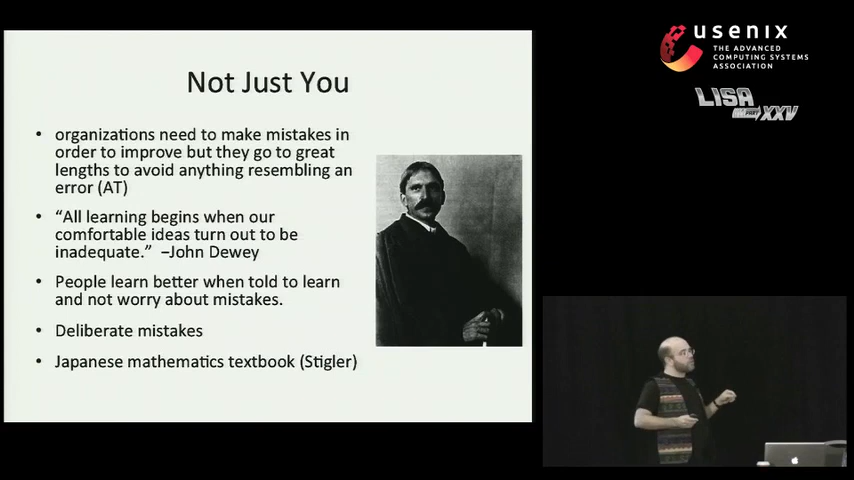 Not Just You
• organizations need to make mistakes in
order to improve but they go to great
lengths to avoid anything resembling an
error (AT)
• “All learning begins when our
comfortable ideas turn out to be
inadequate.” –John Dewey
• People learn better when told to learn
and not worry about mistakes.
• Deliberate mistakes
• Japanese mathematics textbook (Stigler)
usenix
THE ADVANCED
COMPUTING SYSTEMS
ASSOCIATION
LISA
XXV